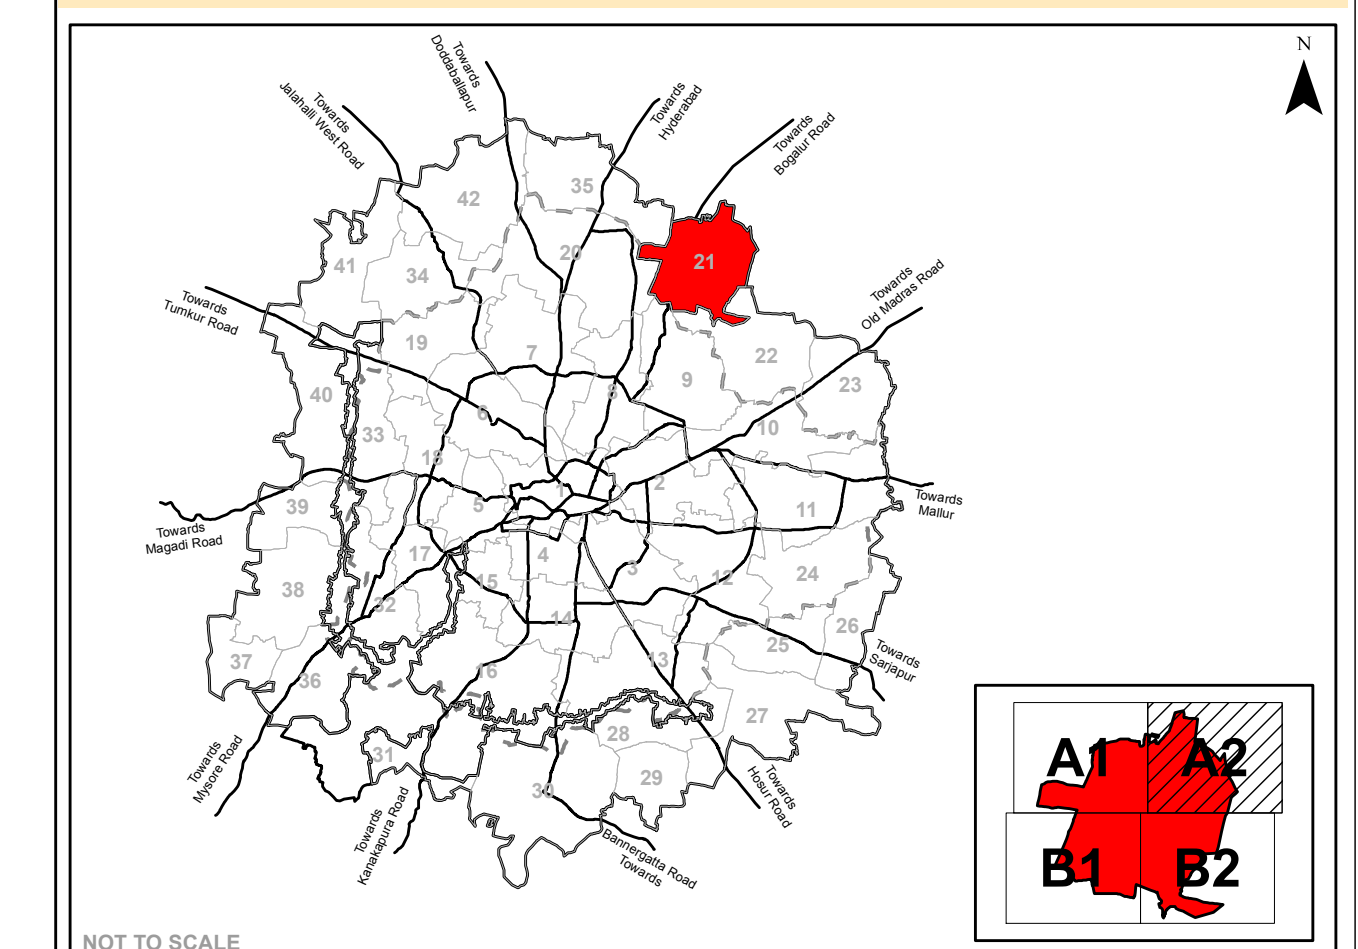 N
Towards
Doddaballapur
Towards
Jalahalli West Road
Towards
Hyderabad
Towards
Bogalur Road
42
35
20
21
41
34
Towards
Old Madras Road
Towards
Tumkur Road
19
7
22
9
23
40
8
6
33
10
18
2
1
39
5
11
Towards
Mallur
Towards
Magadi Road
17
4
3
15
12
24
38
32
14
26
25
37
36
16
13
Towards
Sarjapur
27
28
31
29
30
Towards
Mysore Road
Towards
Kanakapura Road
Towards
Hosur Road
Bannergatta Road
Towards
A1
A2
B1
B2
NOT TO SCALE